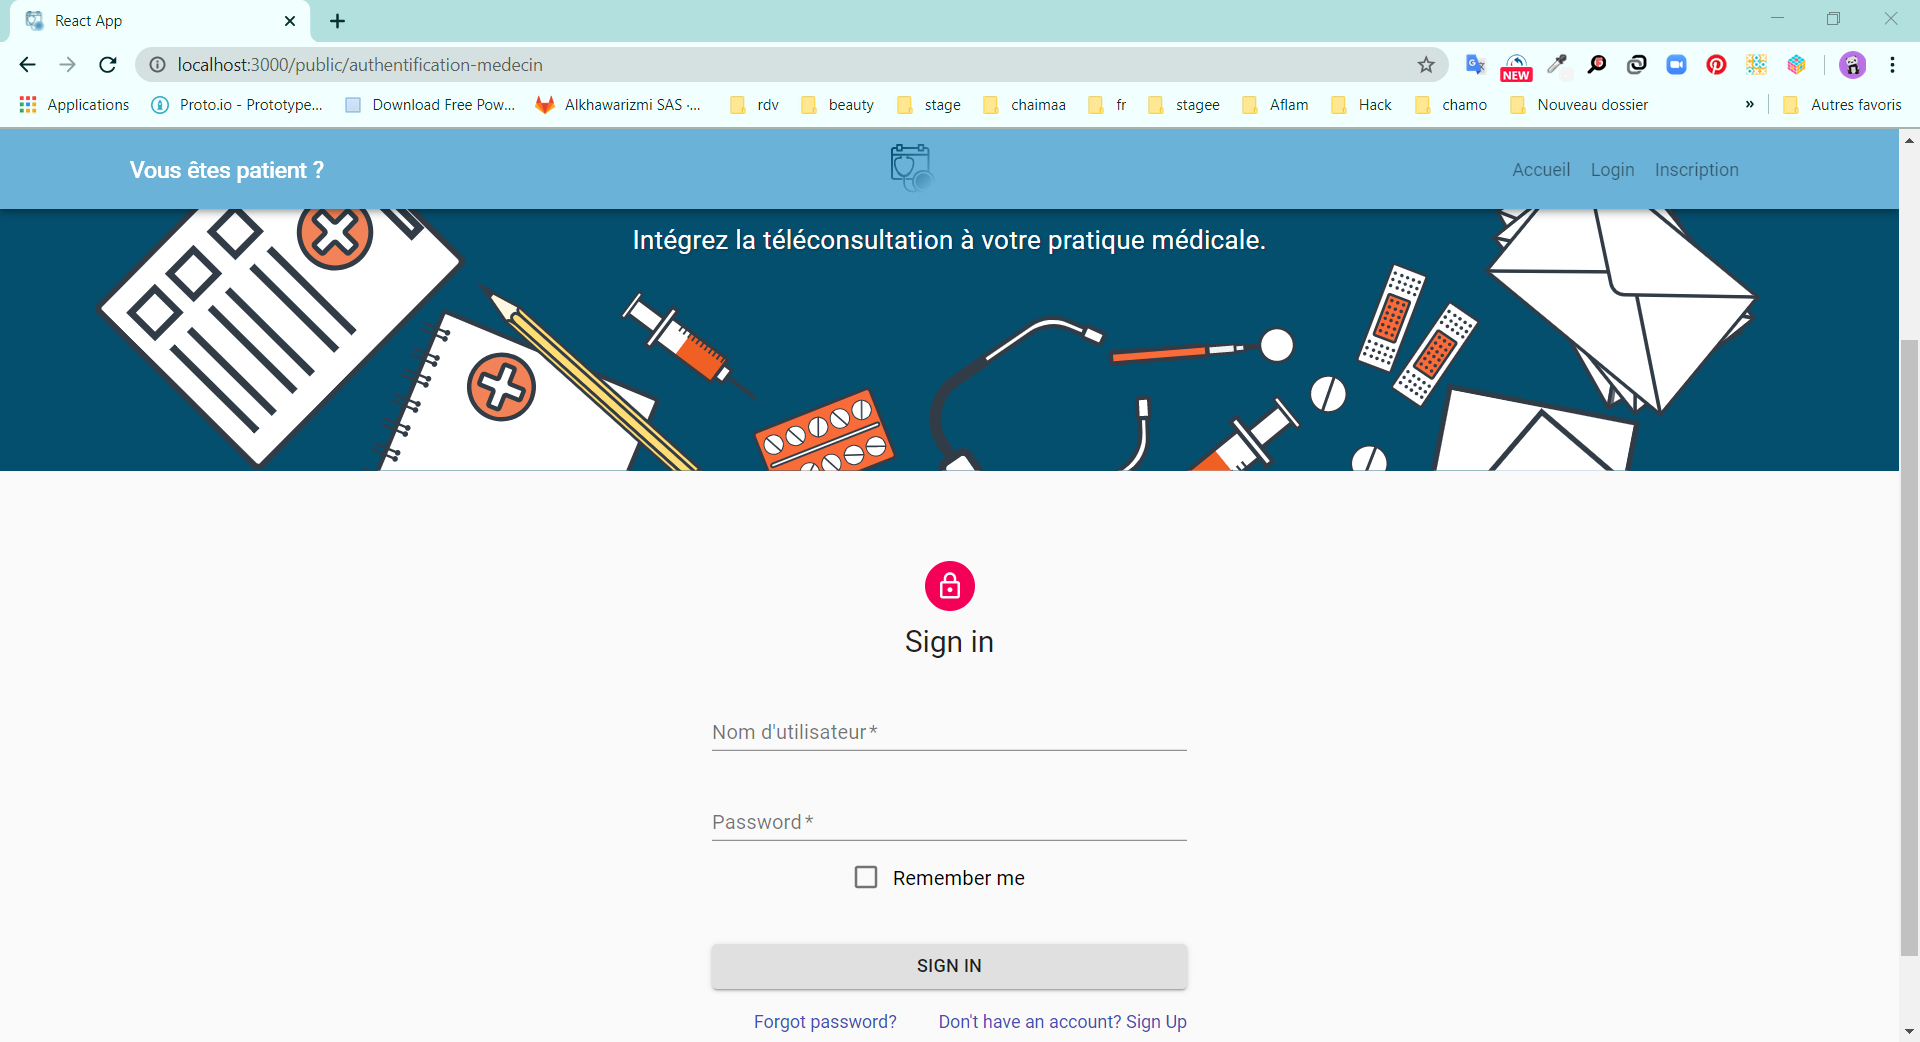 React App
localhost:3000/public/authentification-medecin
NEW
Applications Proto.io - Prototype... Download Free Pow... Alkhawarizmi SAS ·... rdv beauty stage chaimaa fr stagee Aflam Hack chamo Nouveau dossier » Autres favoris
Vous êtes patient ? Accueil Login Inscription
Intégrez la téléconsultation à votre pratique médicale.
Sign in
Nom d'utilisateur *
Password *
Remember me
SIGN IN
Forgot password? Don't have an account? Sign Up